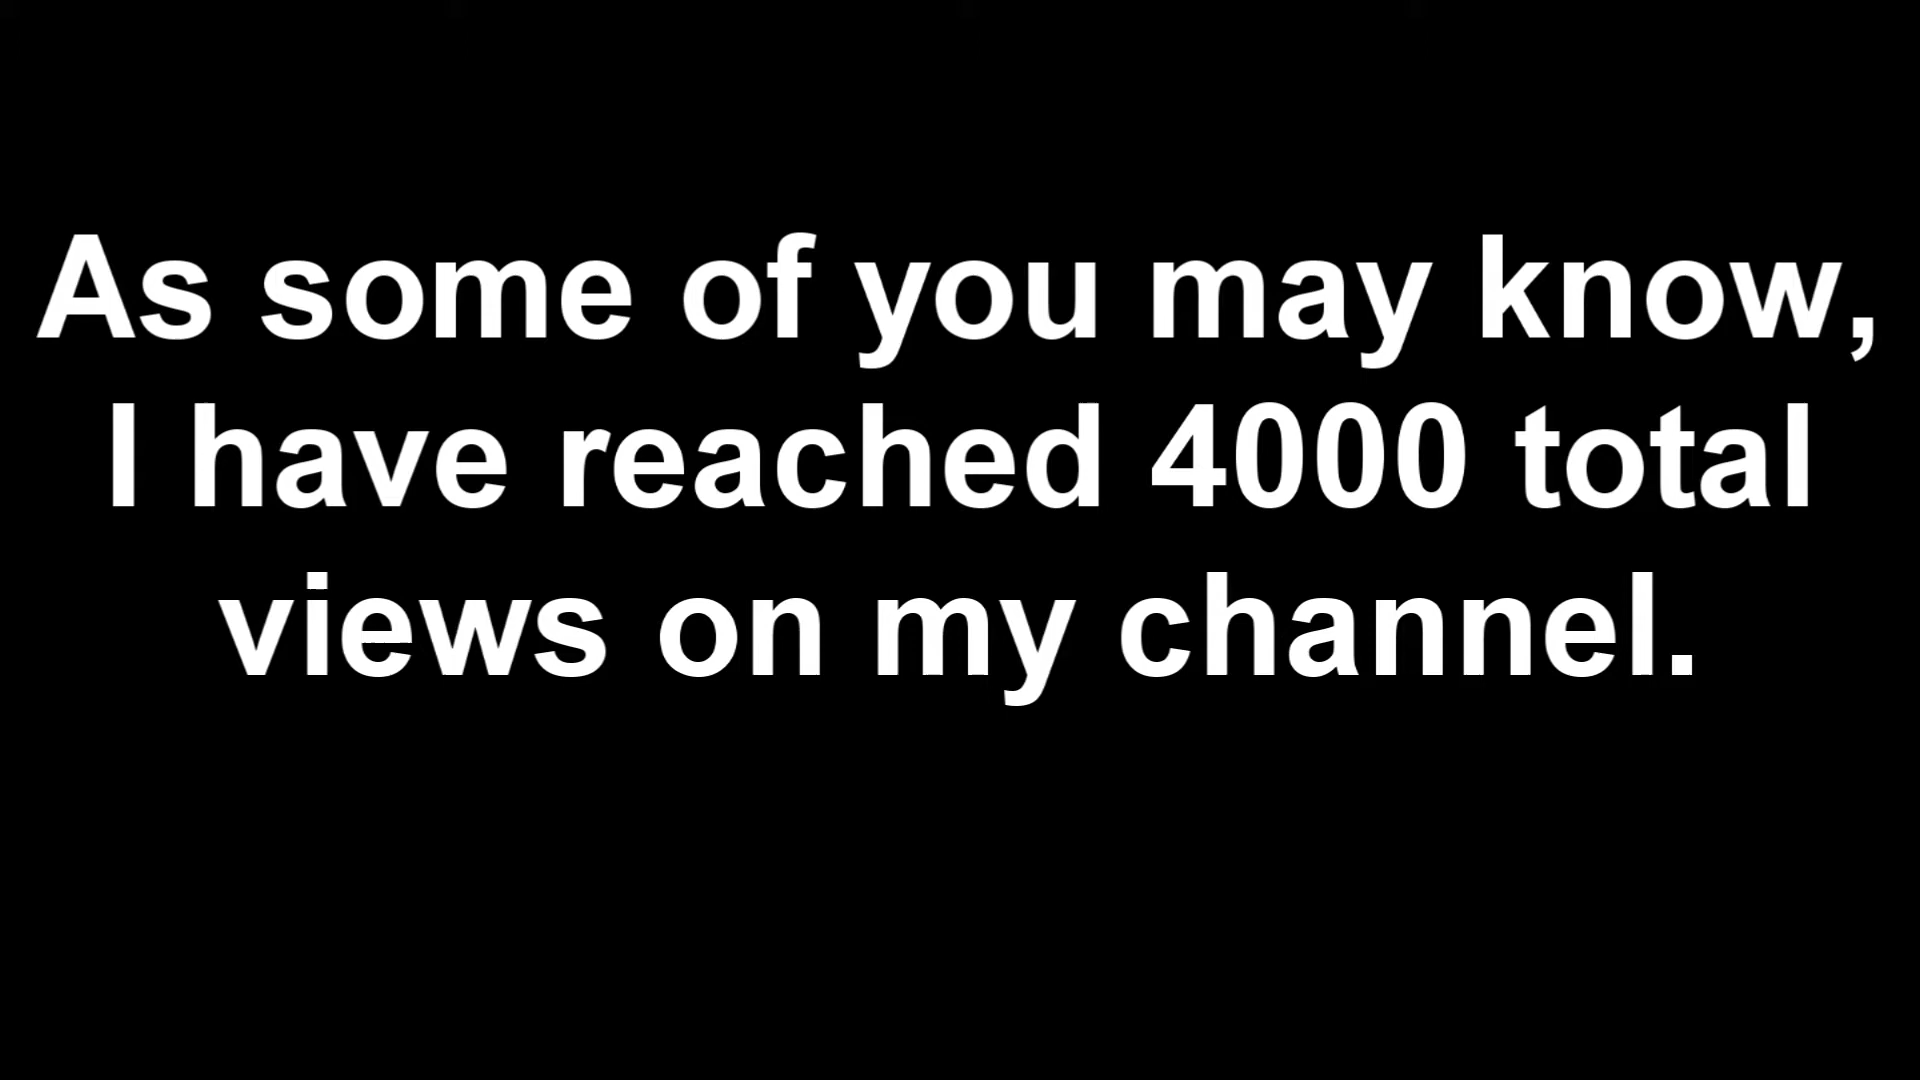 As some of you may know,
I have reached 4000 total
views on my channel.